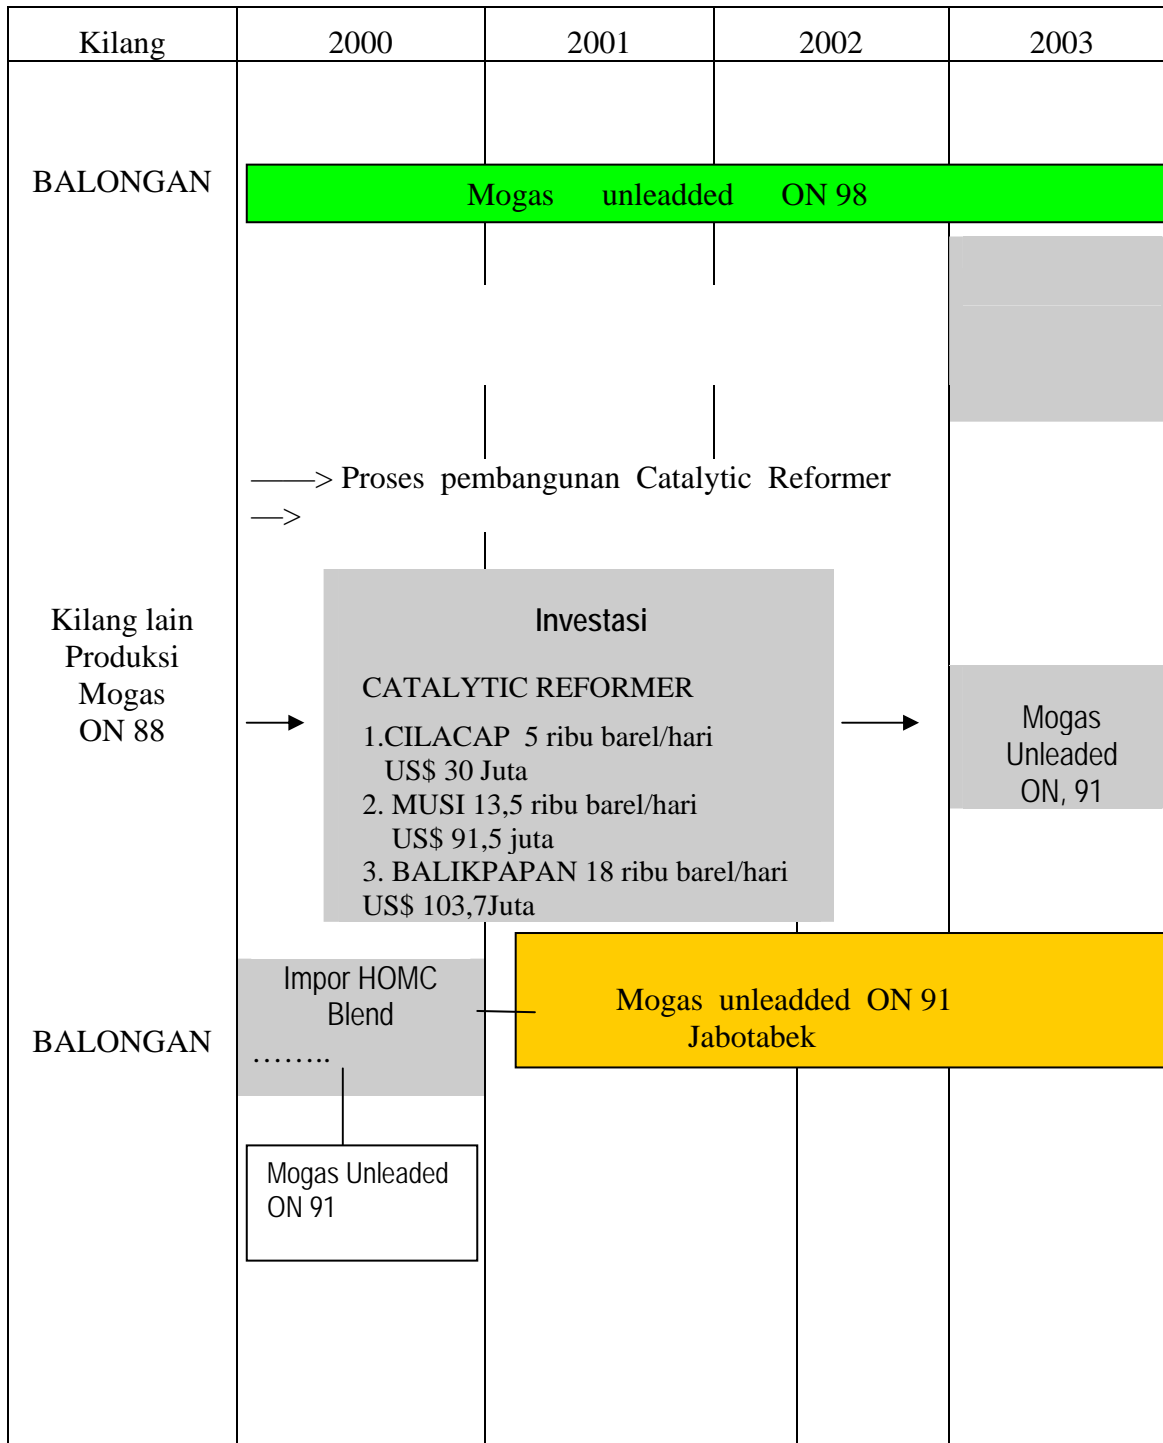 Kilang 2000 2001 2002 2003
BALONGAN
Mogas unleadded ON 98
——> Proses pembangunan Catalytic Reformer
—>
Kilang lain
Produksi
Mogas
ON 88
Investasi
CATALYTIC REFORMER
1.CILACAP 5 ribu barel/hari
US$ 30 Juta
2. MUSI 13,5 ribu barel/hari
US$ 91,5 juta
3. BALIKPAPAN 18 ribu barel/hari
US$ 103,7Juta
Mogas
Unleaded
ON, 91
BALONGAN
Impor HOMC
Blend
……..
Mogas unleadded ON 91
Jabotabek
Mogas Unleaded
ON 91